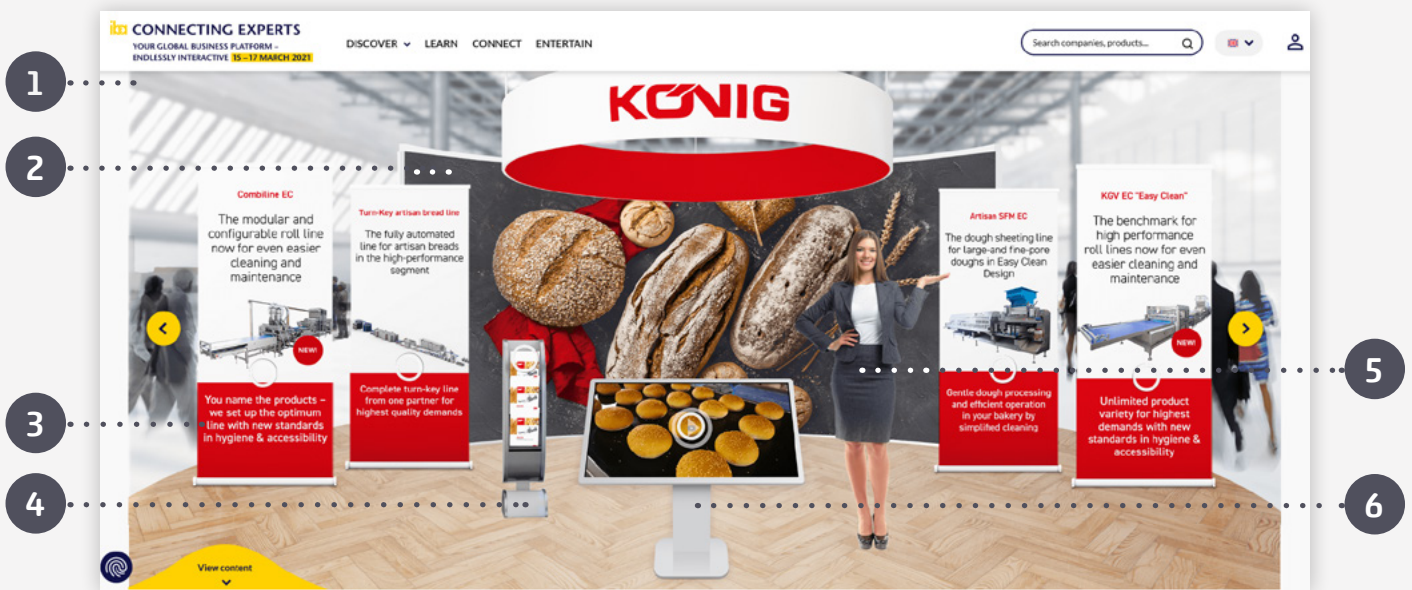 iba CONNECTING EXPERTS
YOUR GLOBAL BUSINESS PLATFORM –
ENDLESSLY INTERACTIVE 15 – 17 MARCH 2021
DISCOVER LEARN CONNECT ENTERTAIN
Search companies, products...
KÖNIG
1
2
3
4
5
6
Combiline EC
The modular and
configurable roll line
now for even easier
cleaning and
maintenance
NEW!
You name the products –
we set up the optimum
line with new standards
in hygiene & accessibility
Turn-Key artisan bread line
The fully automated
line for artisan breads
in the high-performance
segment
Complete turn-key line
from one partner for
highest quality demands
Artisan SFM EC
The dough sheeting line
for large-and fine-pore
doughs in Easy Clean
Design
Gentle dough processing
and efficient operation
in your bakery by
simplified cleaning
KGV EC "Easy Clean"
The benchmark for
high performance
roll lines now for even
easier cleaning and
maintenance
NEW!
Unlimited product
variety for highest
demands with new
standards in hygiene &
accessibility
View content